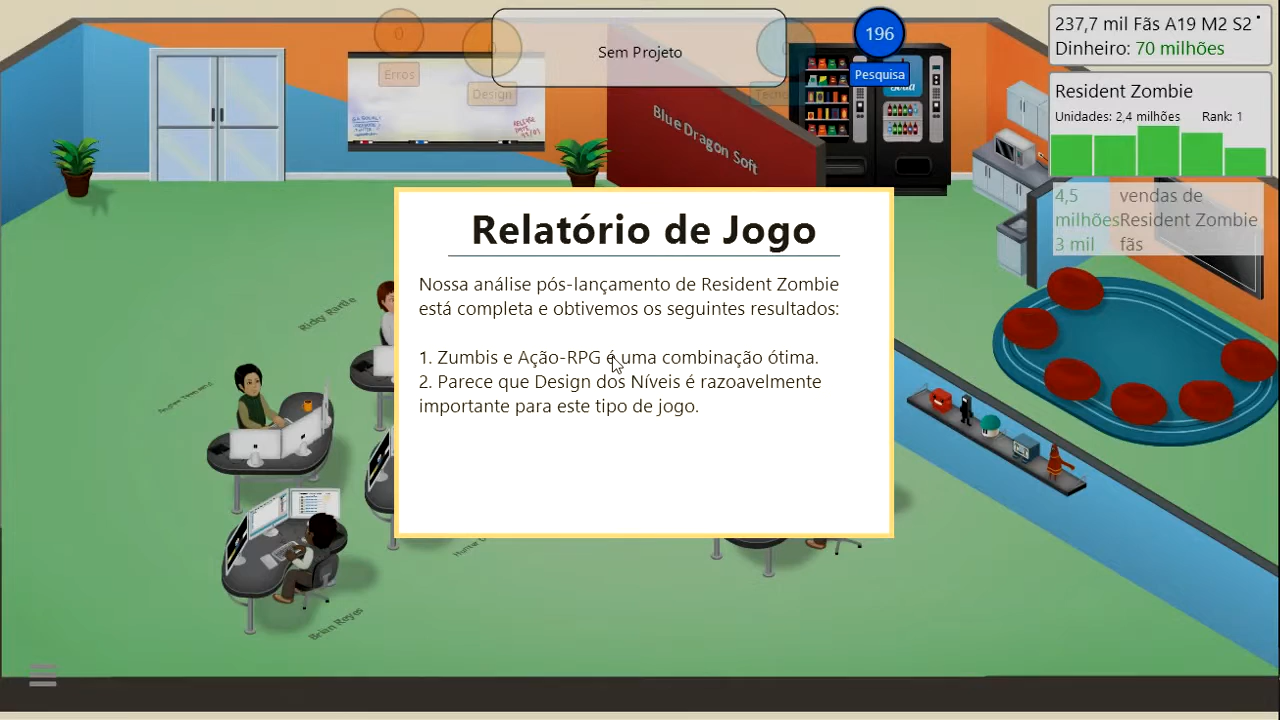 0
0
196
Sem Projeto
Erros
Design
Pesquisa
237,7 mil Fãs A19 M2 S2
Dinheiro: 70 milhões
Resident Zombie
Unidades: 2,4 milhões Rank: 1
4,5 vendas de
milhões Resident Zombie
3 mil fãs
Blue Dragon Soft
Relatório de Jogo
Nossa análise pós-lançamento de Resident Zombie
está completa e obtivemos os seguintes resultados:
1. Zumbis e Ação-RPG é uma combinação ótima.
2. Parece que Design dos Níveis é razoavelmente
importante para este tipo de jogo.
Brian Reyes